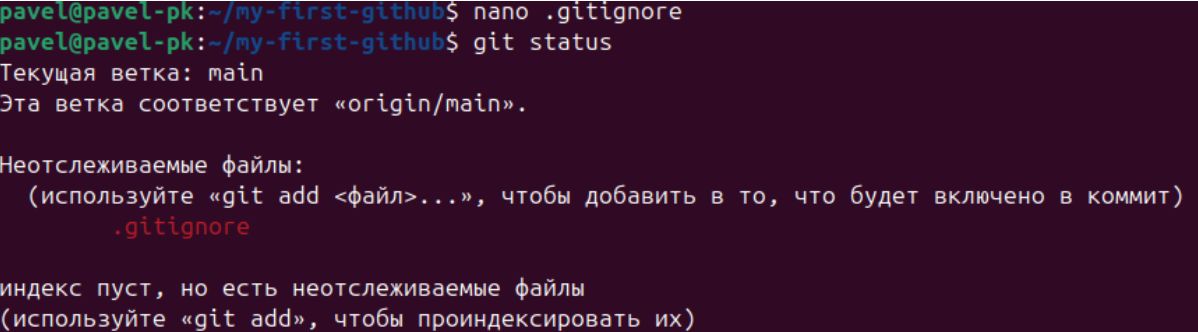 pavel@pavel-pk:~/my-first-github$ nano .gitignore
pavel@pavel-pk:~/my-first-github$ git status
Текущая ветка: main
Эта ветка соответствует «origin/main».
Неотслеживаемые файлы:
(используйте «git add <файл>...», чтобы добавить в то, что будет включено в коммит)
.gitignore
индекс пуст, но есть неотслеживаемые файлы
(используйте «git add», чтобы проиндексировать их)